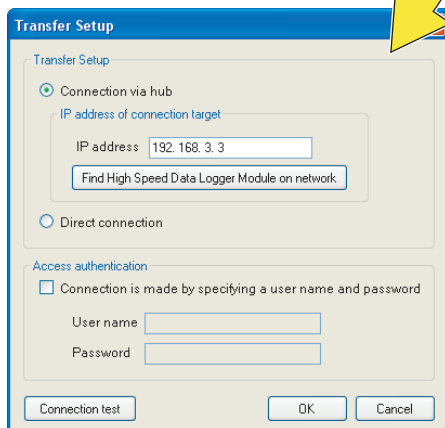 Transfer Setup
Transfer Setup
Connection via hub
IP address of connection target
IP address 192. 168. 3. 3
Find High Speed Data Logger Module on network
Direct connection
Access authentication
Connection is made by specifying a user name and password
User name
Password
Connection test OK Cancel